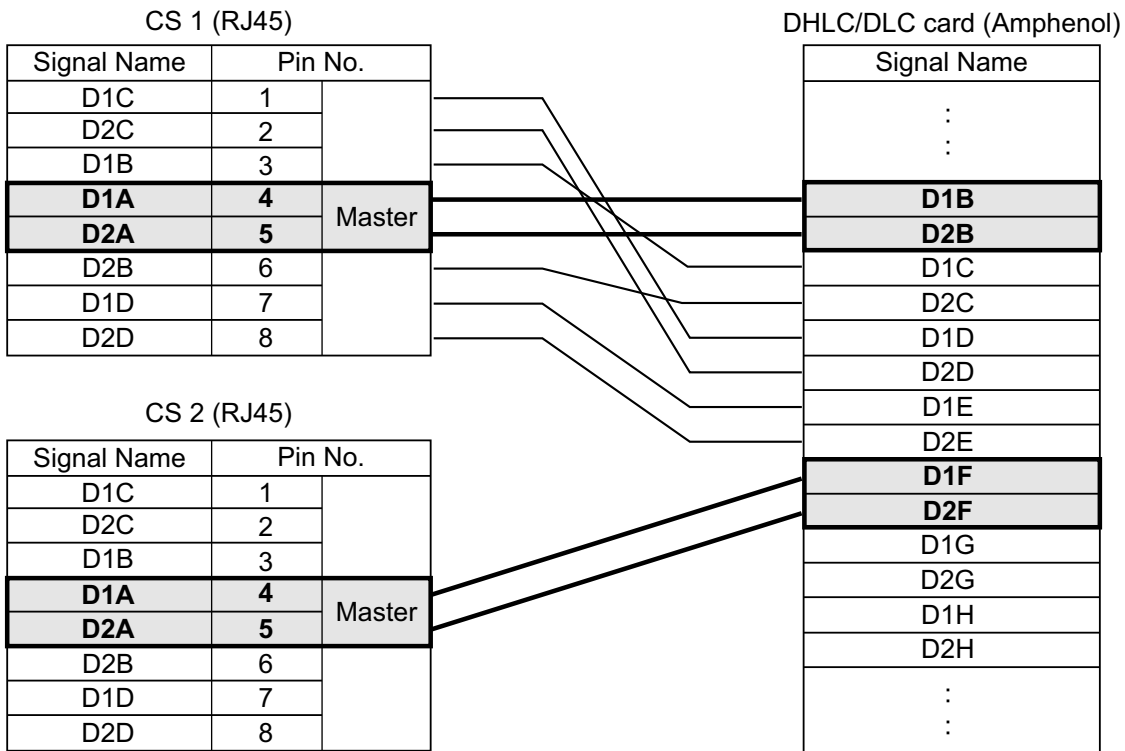 CS 1 (RJ45)
Signal Name Pin No.
D1C 1
D2C 2
D1B 3
D1A 4 Master
D2A 5
D2B 6
D1D 7
D2D 8
CS 2 (RJ45)
Signal Name Pin No.
D1C 1
D2C 2
D1B 3
D1A 4 Master
D2A 5
D2B 6
D1D 7
D2D 8
DHLC/DLC card (Amphenol)
Signal Name
:
:
D1B
D2B
D1C
D2C
D1D
D2D
D1E
D2E
D1F
D2F
D1G
D2G
D1H
D2H
:
: